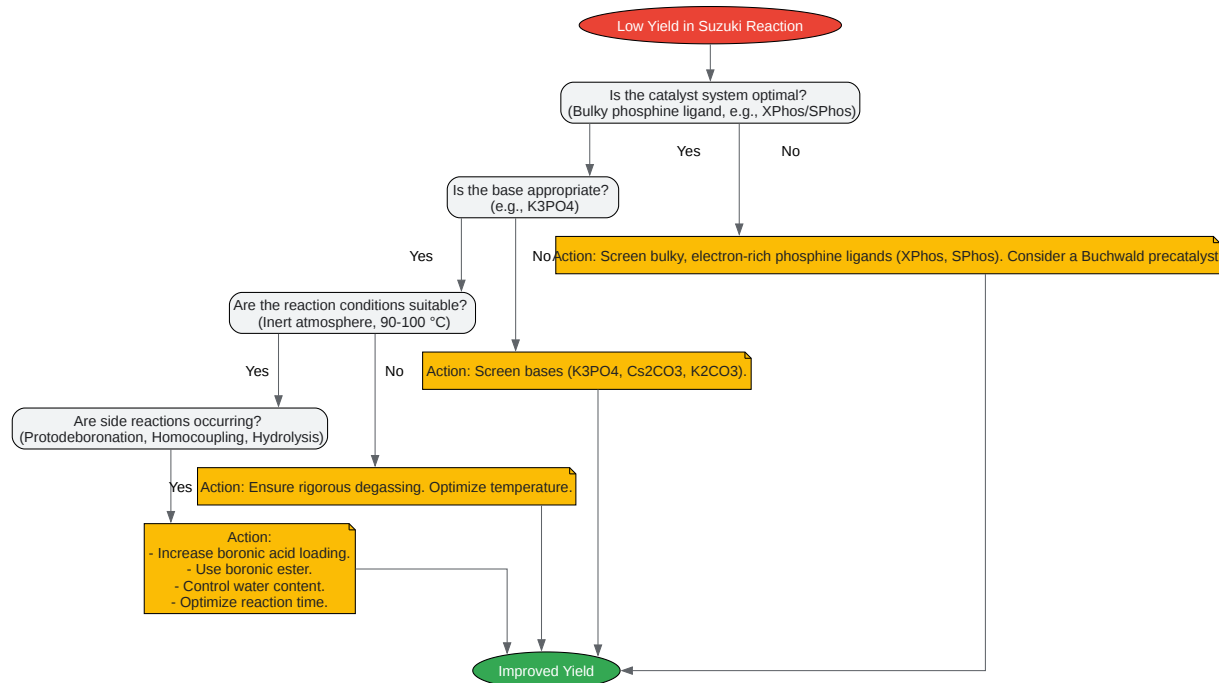 Low Yield in Suzuki Reaction
Is the catalyst system optimal?
(Bulky phosphine ligand, e.g., XPhos/SPhos)
Yes
No
Is the base appropriate?
(e.g., K3PO4)
Yes
No
Action: Screen bulky, electron-rich phosphine ligands (XPhos, SPhos). Consider a Buchwald precatalyst
Are the reaction conditions suitable?
(Inert atmosphere, 90-100 °C)
Yes
No
Action: Screen bases (K3PO4, Cs2CO3, K2CO3).
Are side reactions occurring?
(Protodeboronation, Homocoupling, Hydrolysis)
Yes
Action: Ensure rigorous degassing. Optimize temperature.
Action:
- Increase boronic acid loading.
- Use boronic ester.
- Control water content.
- Optimize reaction time.
Improved Yield